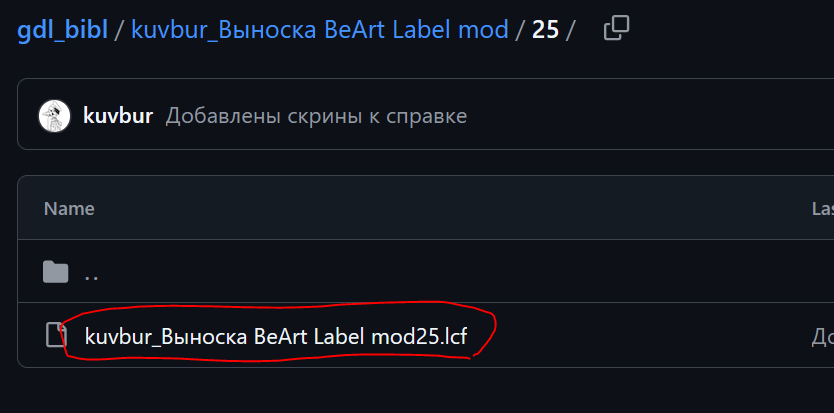 gdl_bibl / kuvbur_Выноска BeArt Label mod / 25 /
kuvbur Добавлены скрины к справке
Name Las
..
kuvbur_Выноска BeArt Label mod25.lcf До